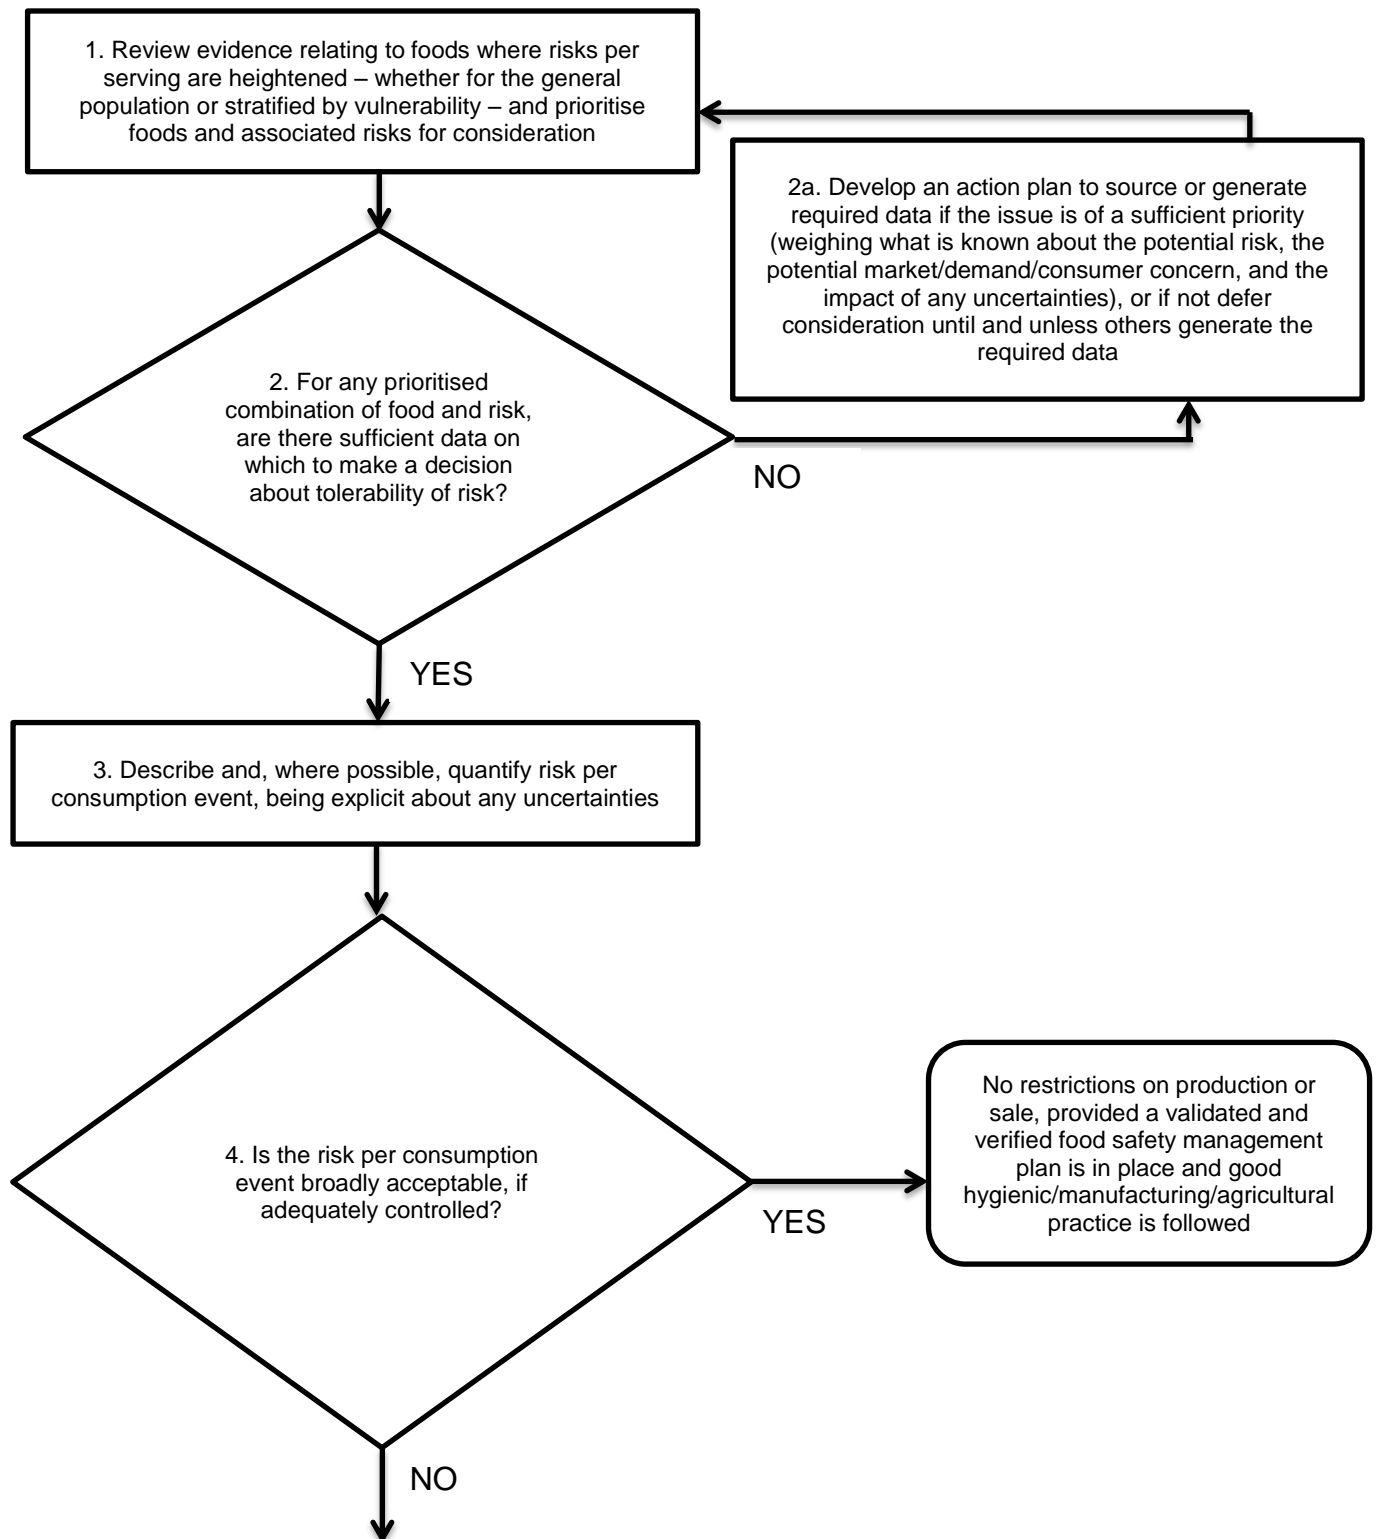 1. Review evidence relating to foods where risks per
serving are heightened – whether for the general
population or stratified by vulnerability – and prioritise
foods and associated risks for consideration
2a. Develop an action plan to source or generate
required data if the issue is of a sufficient priority
(weighing what is known about the potential risk, the
potential market/demand/consumer concern, and the
impact of any uncertainties), or if not defer
consideration until and unless others generate the
required data
2. For any prioritised
combination of food and risk,
are there sufficient data on
which to make a decision
about tolerability of risk?
NO
YES
3. Describe and, where possible, quantify risk per
consumption event, being explicit about any uncertainties
4. Is the risk per consumption
event broadly acceptable, if
adequately controlled?
YES
No restrictions on production or
sale, provided a validated and
verified food safety management
plan is in place and good
hygienic/manufacturing/agricultural
practice is followed
NO